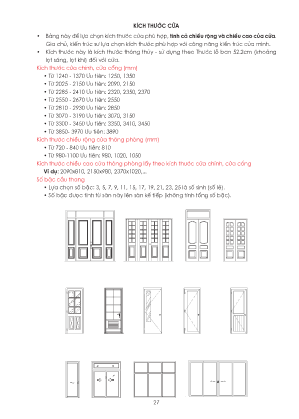 KÍCH THƯỚC CỬA
• Bảng này để lựa chọn kích thước cửa phù hợp, tính cả chiều rộng và chiều cao của cửa.
Gia chủ, kiến trúc sư lựa chọn kích thước phù hợp với công năng kiến trúc của mình.
• Kích thước này là kích thước thông thủy - sử dụng theo Thước lỗ ban 52.2cm (khoảng
lọt sáng, lọt khí) đối với cửa.
Kích thước cửa chính, cửa cổng (mm)
• Từ 1240 - 1370 Ưu tiên: 1250, 1350
• Từ 2025 - 2150 Ưu tiên: 2090, 2150
• Từ 2285 - 2410 Ưu tiên: 2320, 2350, 2370
• Từ 2550 - 2670 Ưu tiên: 2550
• Từ 2810 - 2930 Ưu tiên: 2850
• Từ 3070 - 3190 Ưu tiên: 3070, 3150
• Từ 3300 - 3450 Ưu tiên: 3350, 3410, 3450
• Từ 3850- 3970 Ưu tiên: 3890
Kích thước chiều rộng cửa thông phòng (mm)
• Từ 720 - 840 Ưu tiên: 810
• Từ 980-1100 Ưu tiên: 980, 1020, 1050
Kích thước chiều cao cửa thông phòng lấy theo kích thước cửa chính, cửa cổng
Ví dụ: 2090x810, 2150x980, 2370x1020,...
Số bậc cầu thang
• Lựa chọn số bậc: 3, 5, 7, 9, 11, 15, 17, 19, 21, 23, 25là số sinh (số lẻ).
• Số bậc được tính từ sàn này lên sàn kế tiếp (không tính tổng số bậc).
27